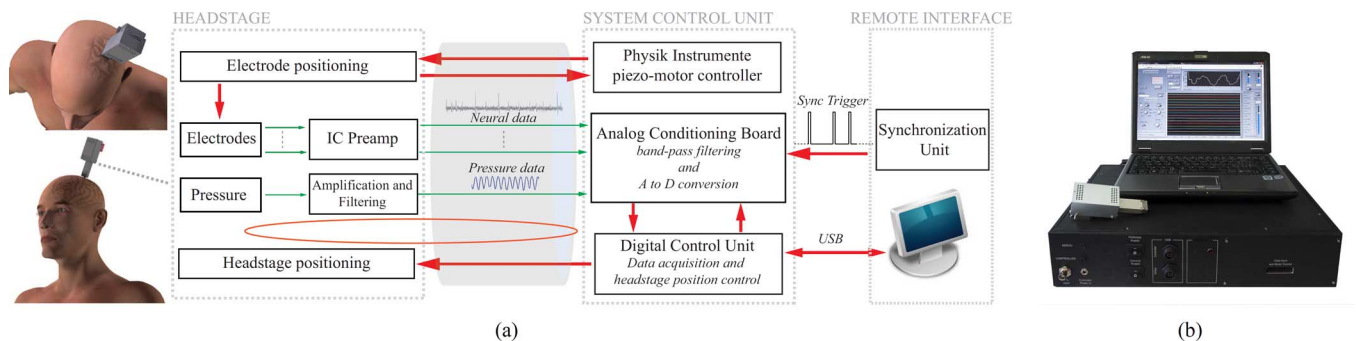 HEADSTAGE
SYSTEM CONTROL UNIT
REMOTE INTERFACE
Electrode positioning
Physik Instrumente
piezo-motor controller
Neural data
Sync Trigger
Electrodes
IC Preamp
Analog Conditioning Board
band-pass filtering
and
A to D conversion
Synchronization
Unit
Pressure data
Pressure
Amplification and
Filtering
Headstage positioning
Digital Control Unit
Data acquisition and
headstage position control
USB
(a)
(b)